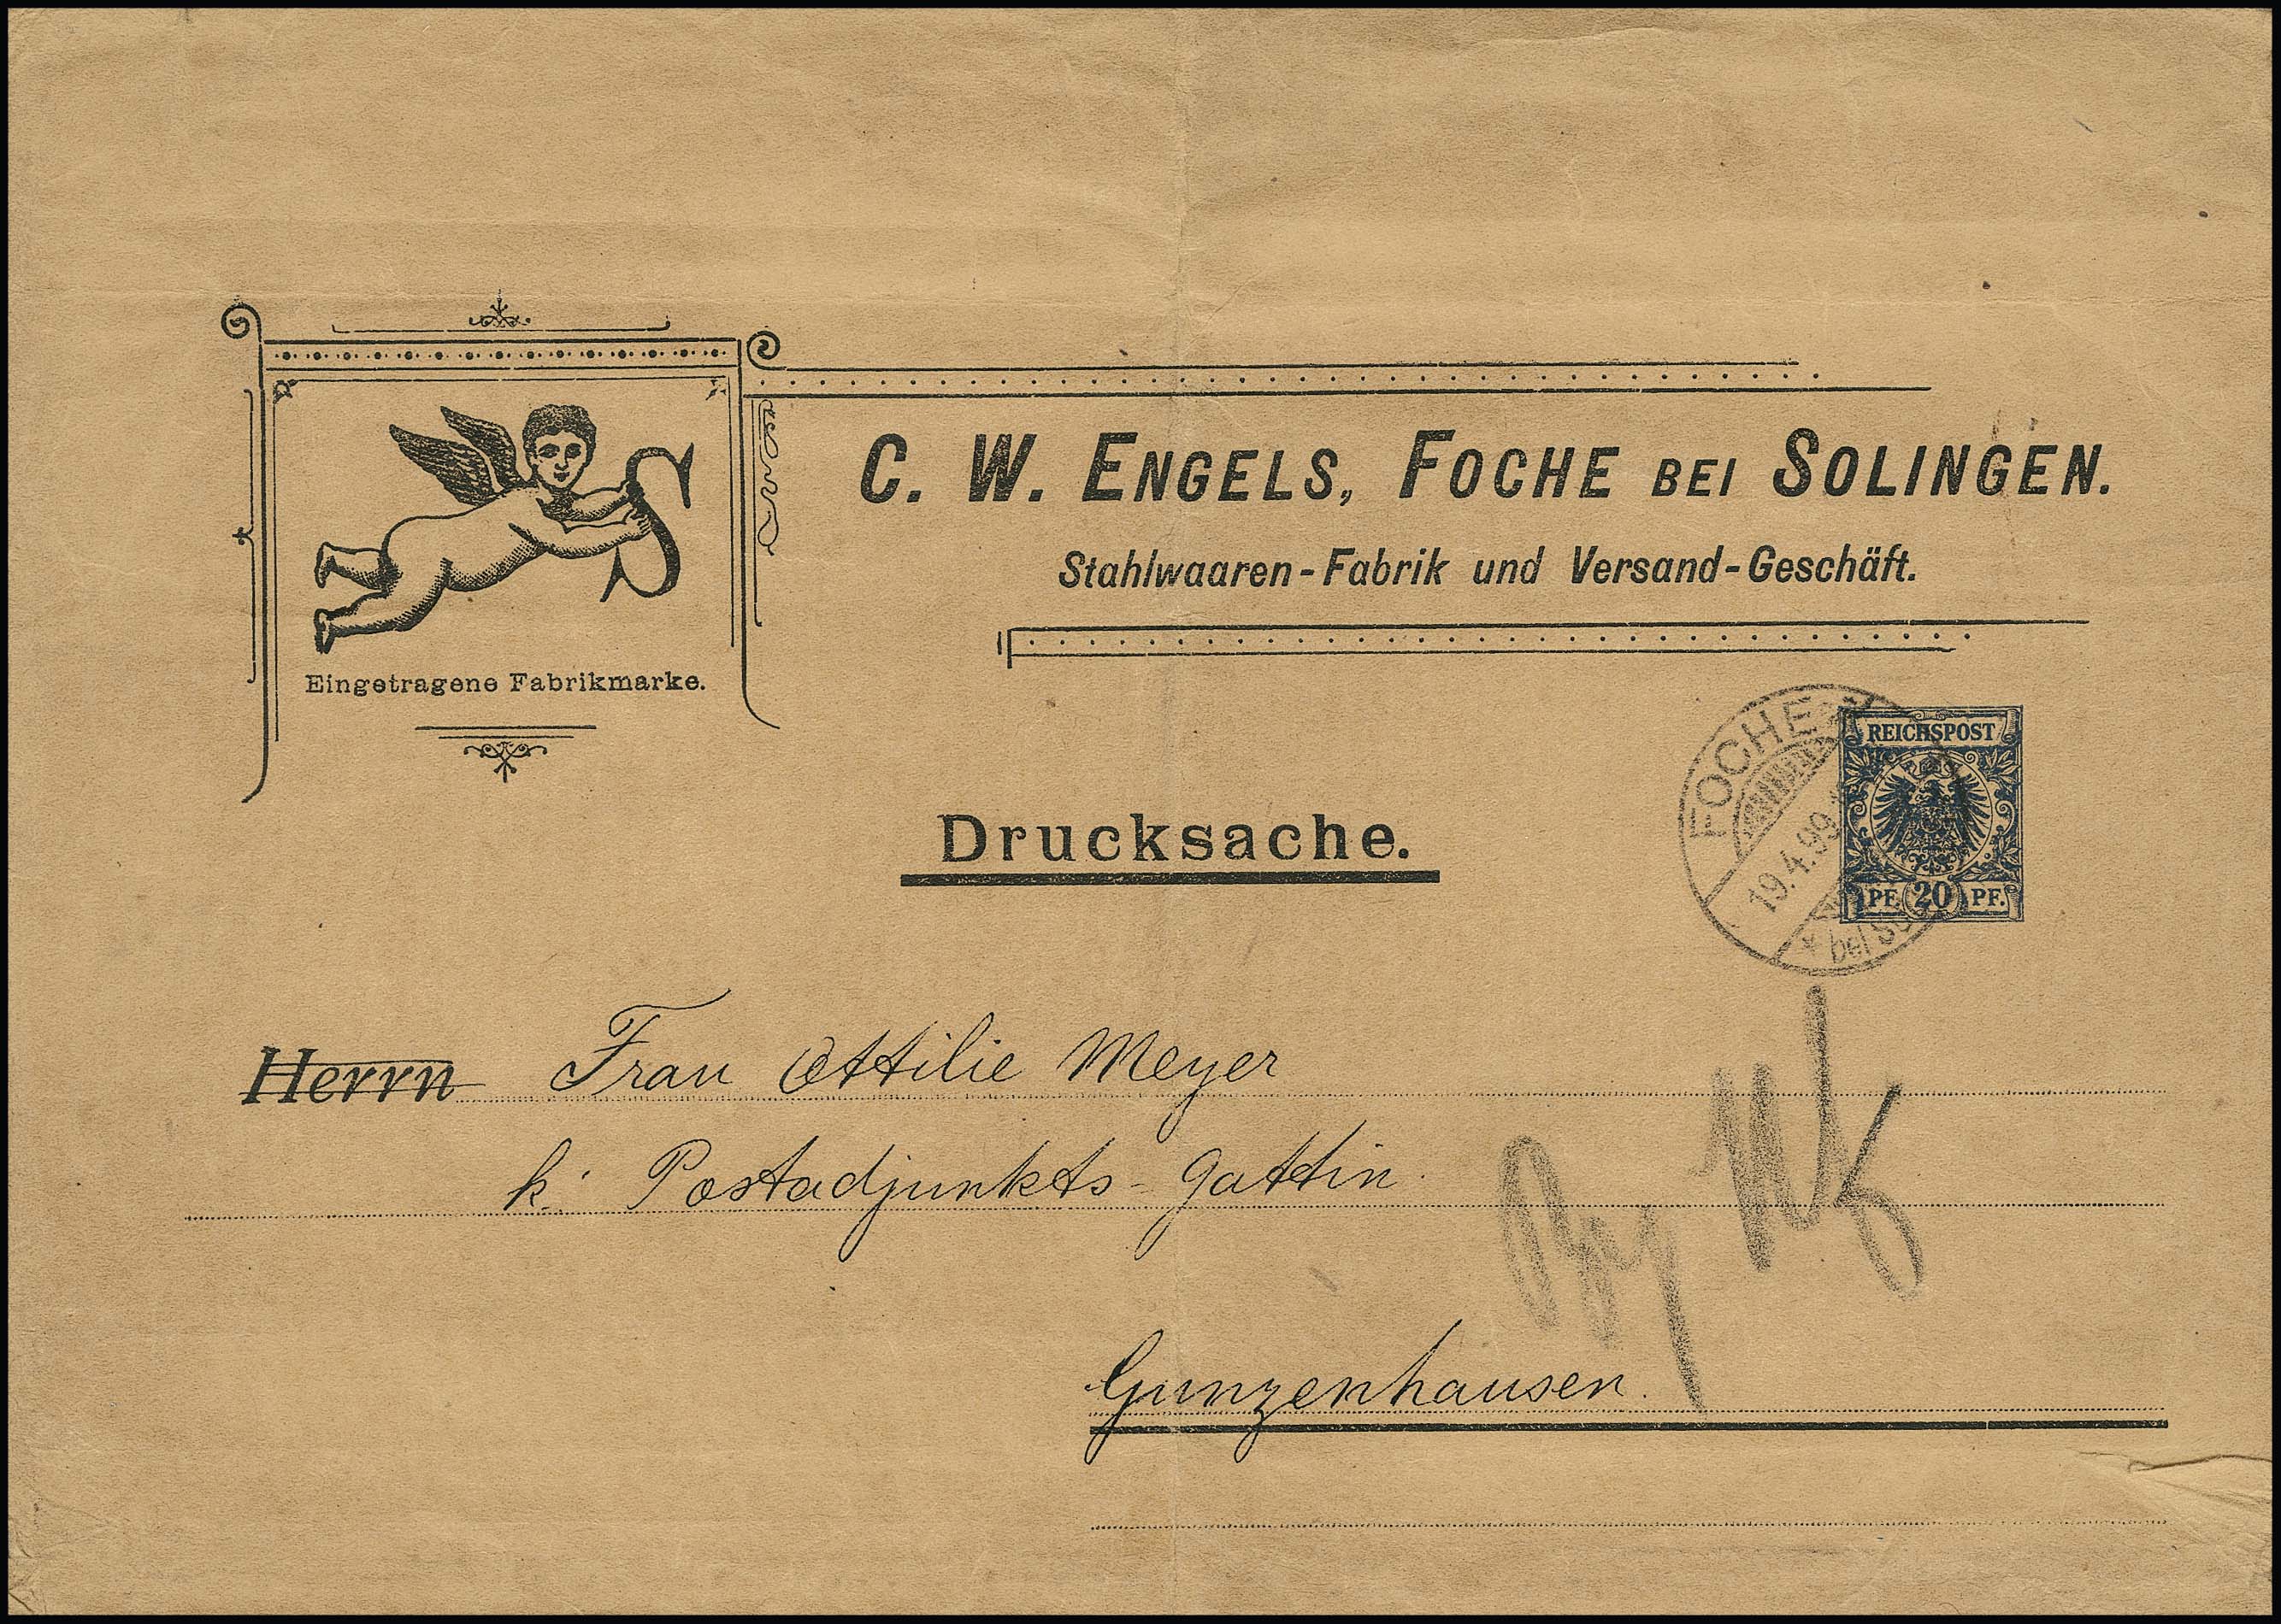 C. W. ENGELS, FOCHE BEI SOLINGEN.
Stahlwaaren-Fabrik und Versand-Geschäft.
Eingetragene Fabrikmarke.
FOCHE
19.4.99
* bei So
REICHSPOST
PF. 20 PF.
Drucksache.
Herrn Frau Ottilie Meyer
k. Postadjunkts-Gattin
Gunzenhausen.